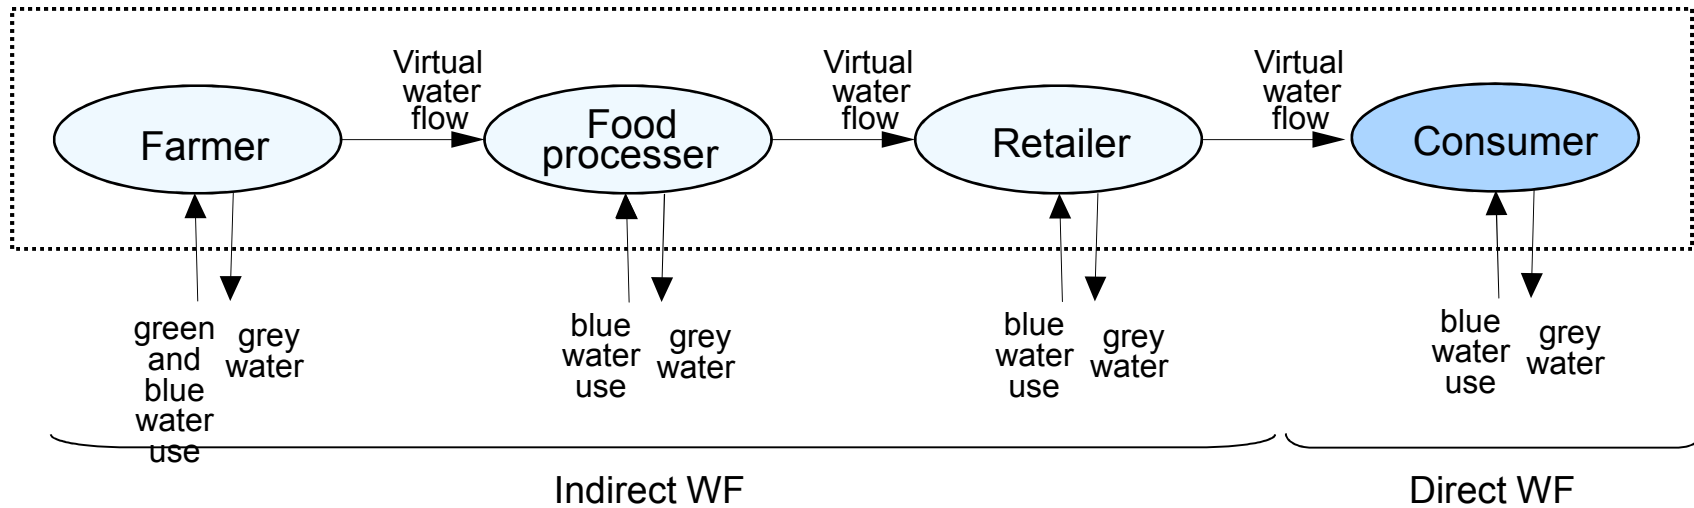 Virtual
water
flow
Virtual
water
flow
Virtual
water
flow
Farmer
Food
processer
Retailer
Consumer
green
and
blue
water
use
grey
water
blue
water
use
grey
water
blue
water
use
grey
water
blue
water
use
grey
water
Indirect WF
Direct WF